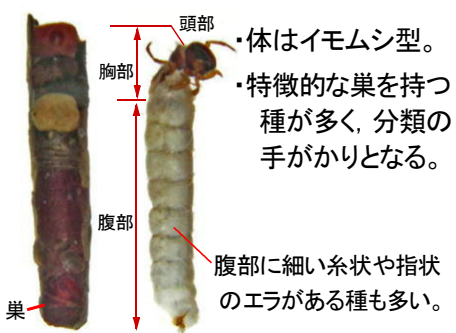 頭部
胸部
腹部
巣
・体はイモムシ型。
・特徴的な巣を持つ
種が多く，分類の
手がかりとなる。
腹部に細い糸状や指状
のエラがある種も多い。